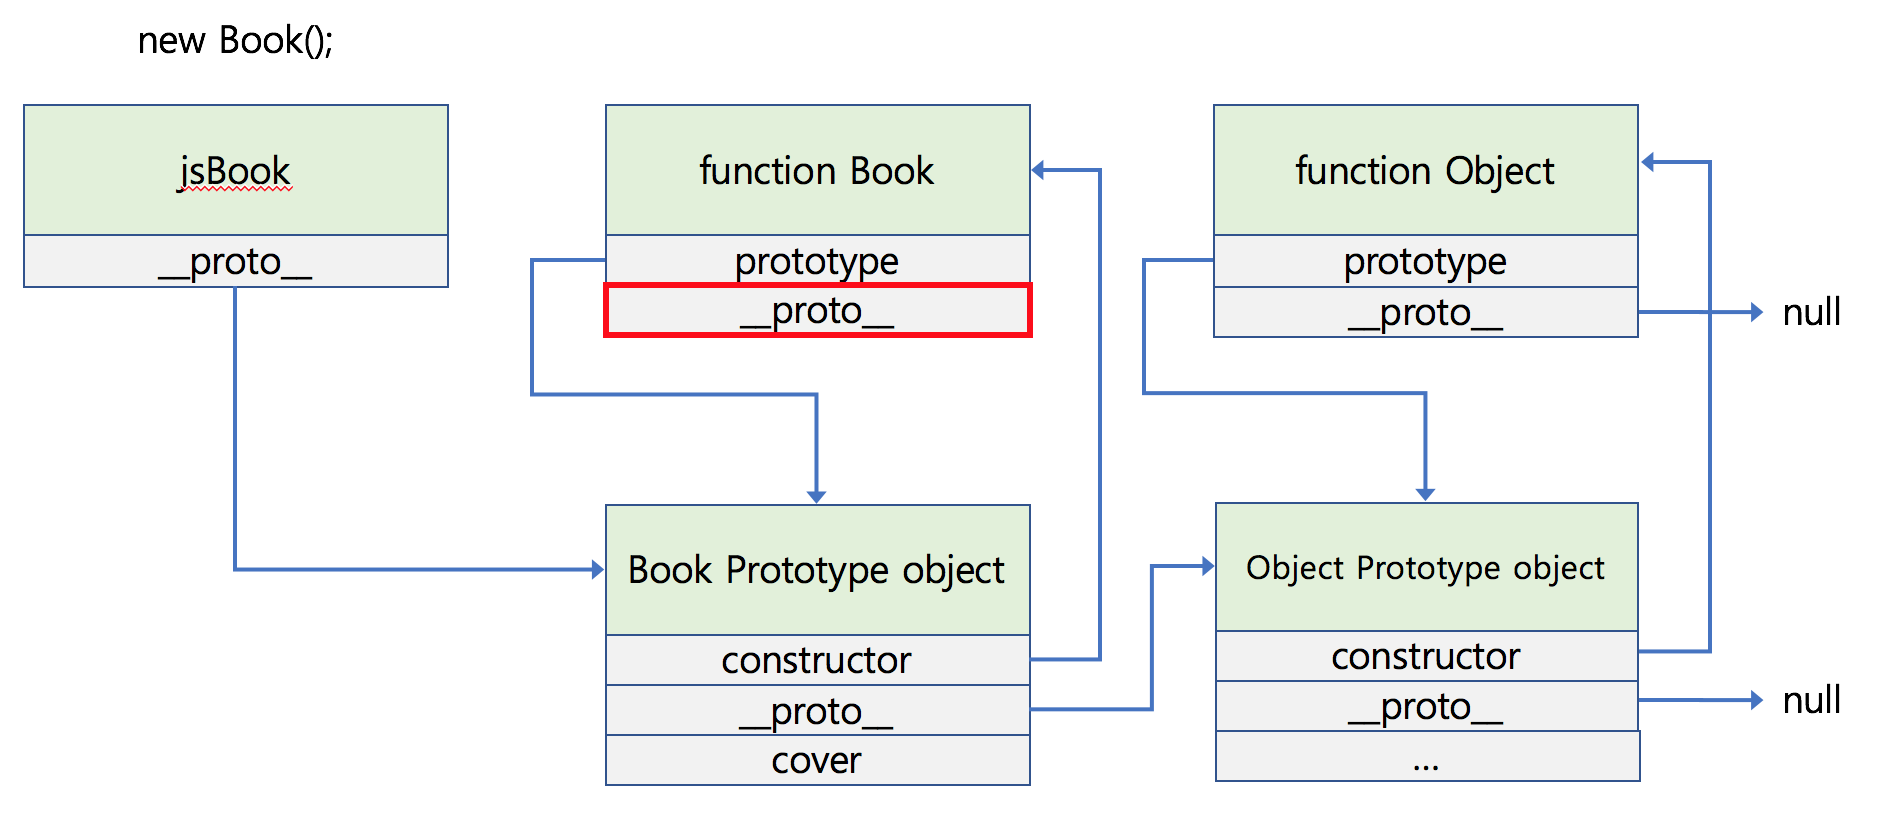 new Book();
jsBook
__proto__
function Book
prototype
__proto__
function Object
prototype
__proto__
null
Book Prototype object
constructor
__proto__
cover
Object Prototype object
constructor
__proto__
...
null